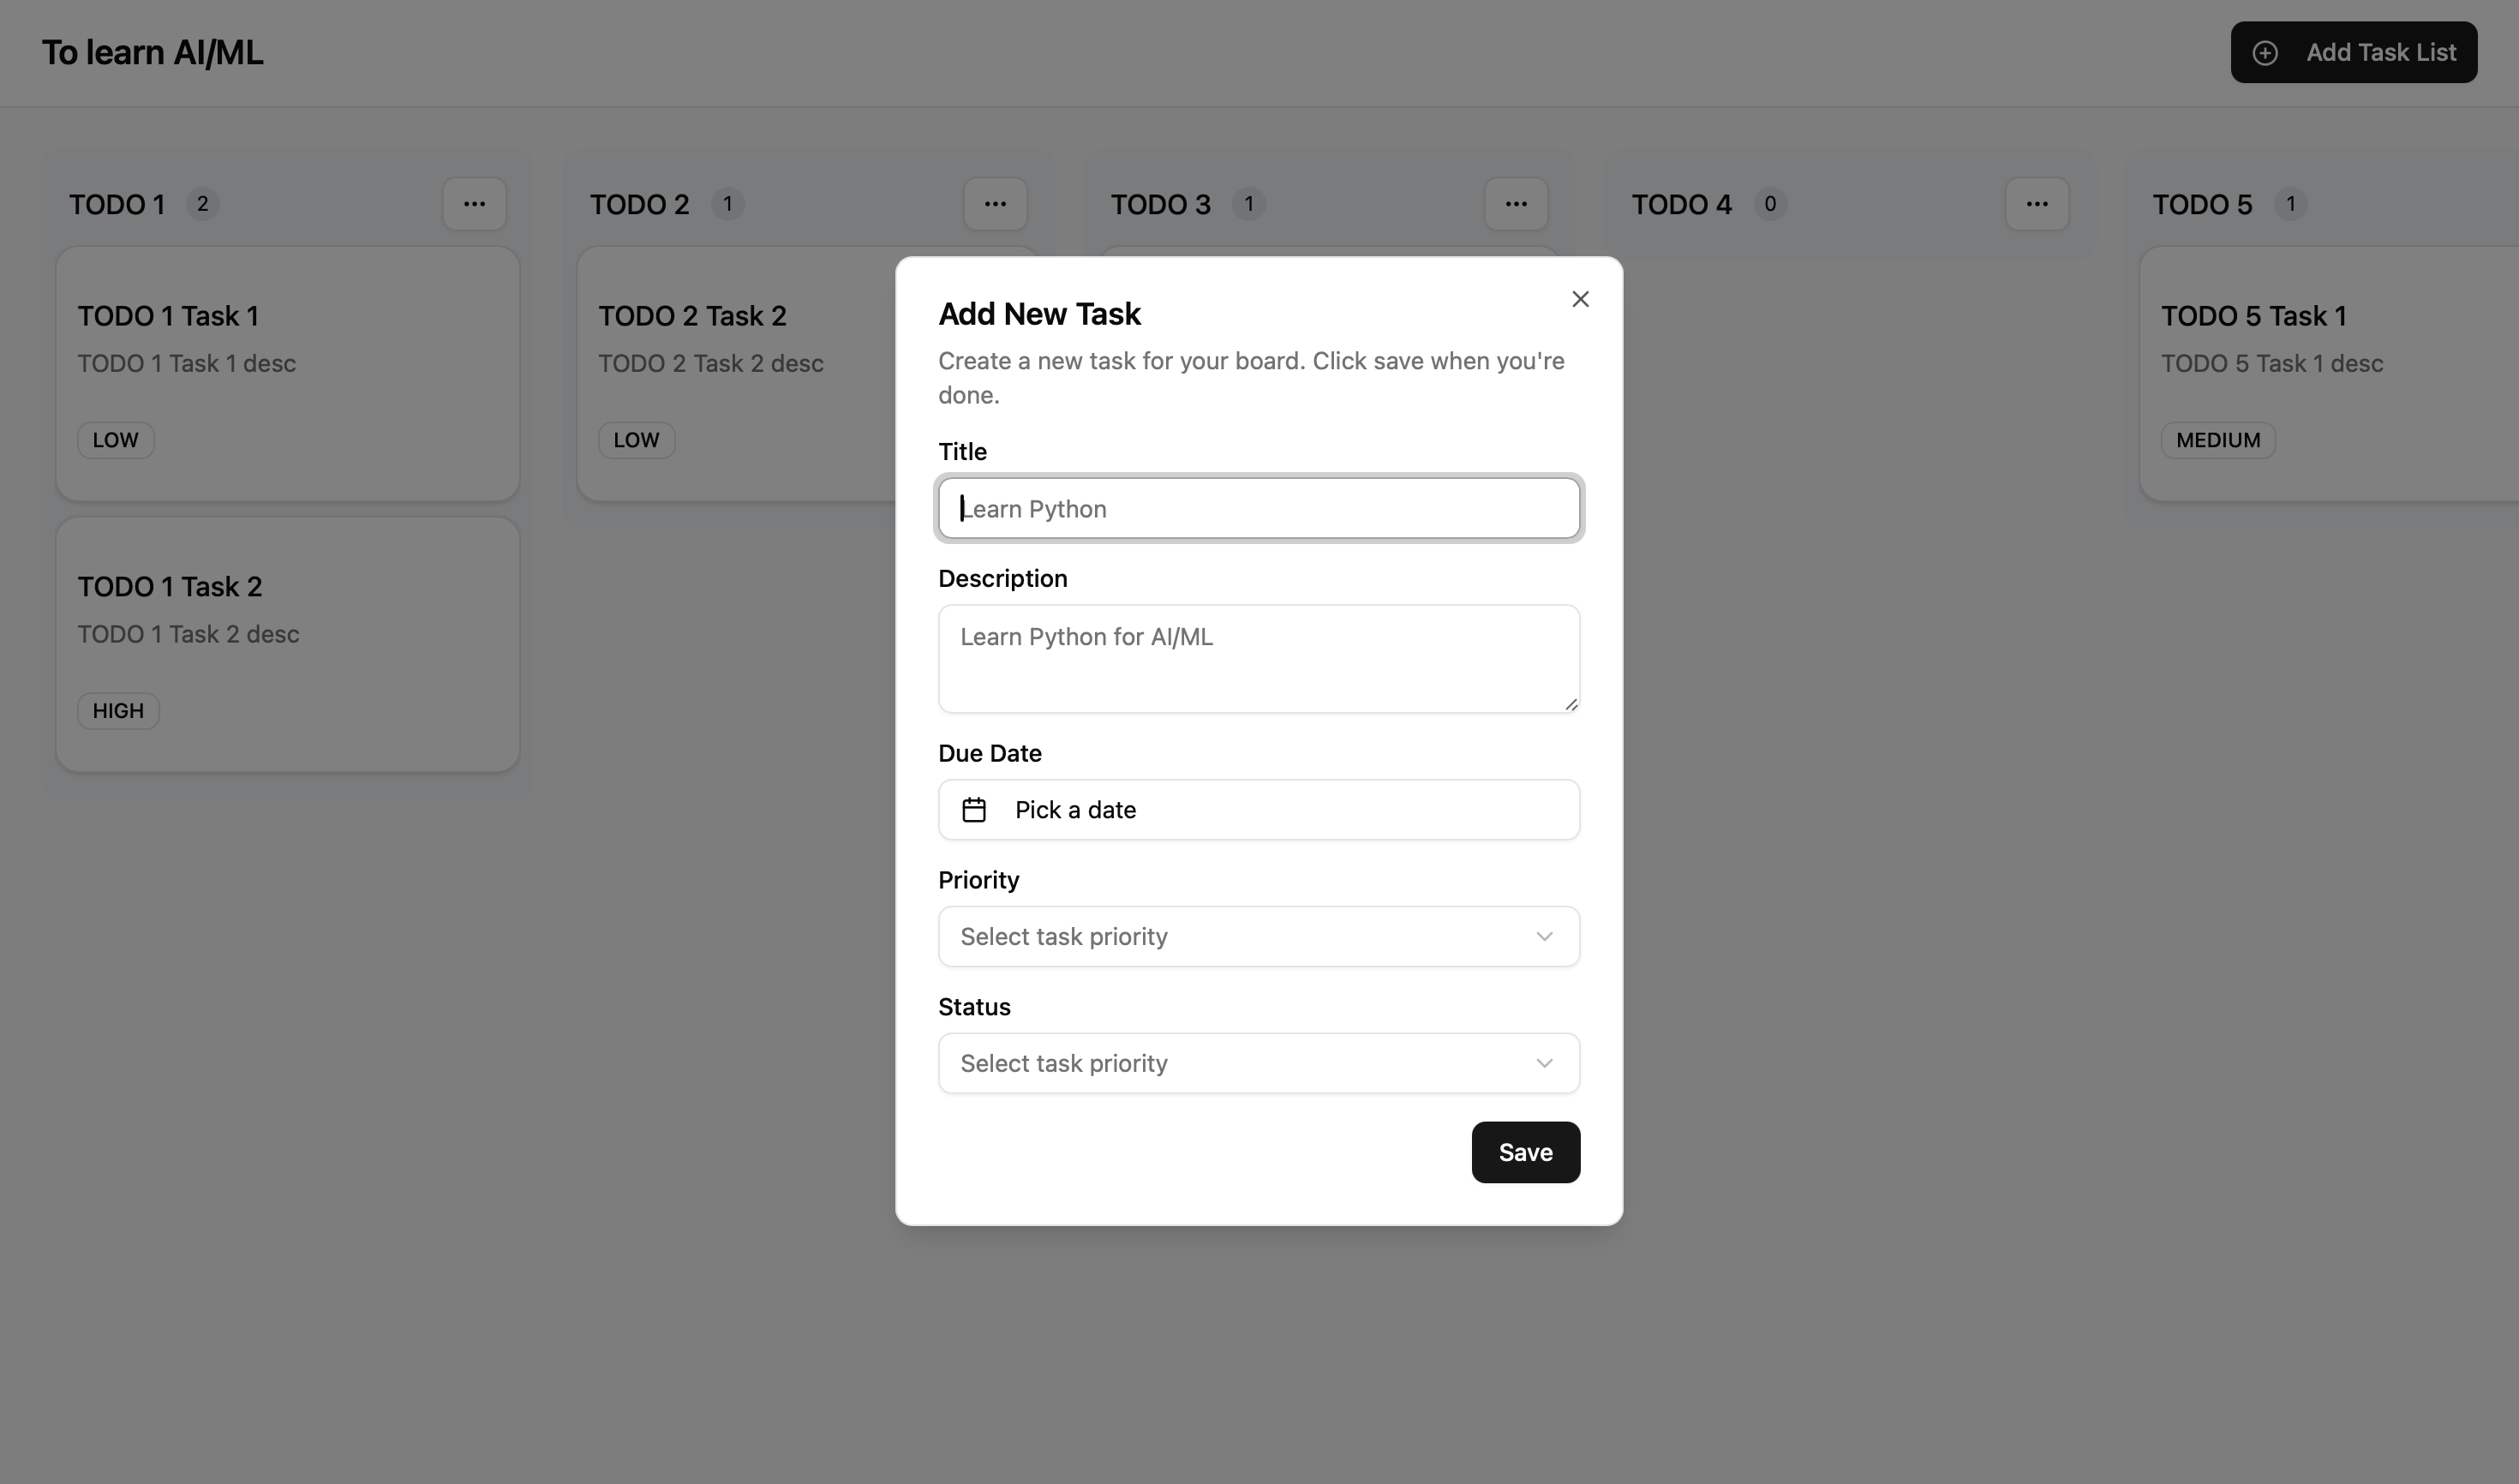 To learn AI/ML
Add Task List
TODO 1 2
TODO 1 Task 1
TODO 1 Task 1 desc
LOW
TODO 1 Task 2
TODO 1 Task 2 desc
HIGH
TODO 2 1
TODO 2 Task 2
TODO 2 Task 2 desc
LOW
TODO 3 1
TODO 4 0
TODO 5 1
TODO 5 Task 1
TODO 5 Task 1 desc
MEDIUM
Add New Task
Create a new task for your board. Click save when you're
done.
Title
Learn Python
Description
Learn Python for AI/ML
Due Date
Pick a date
Priority
Select task priority
Status
Select task priority
Save